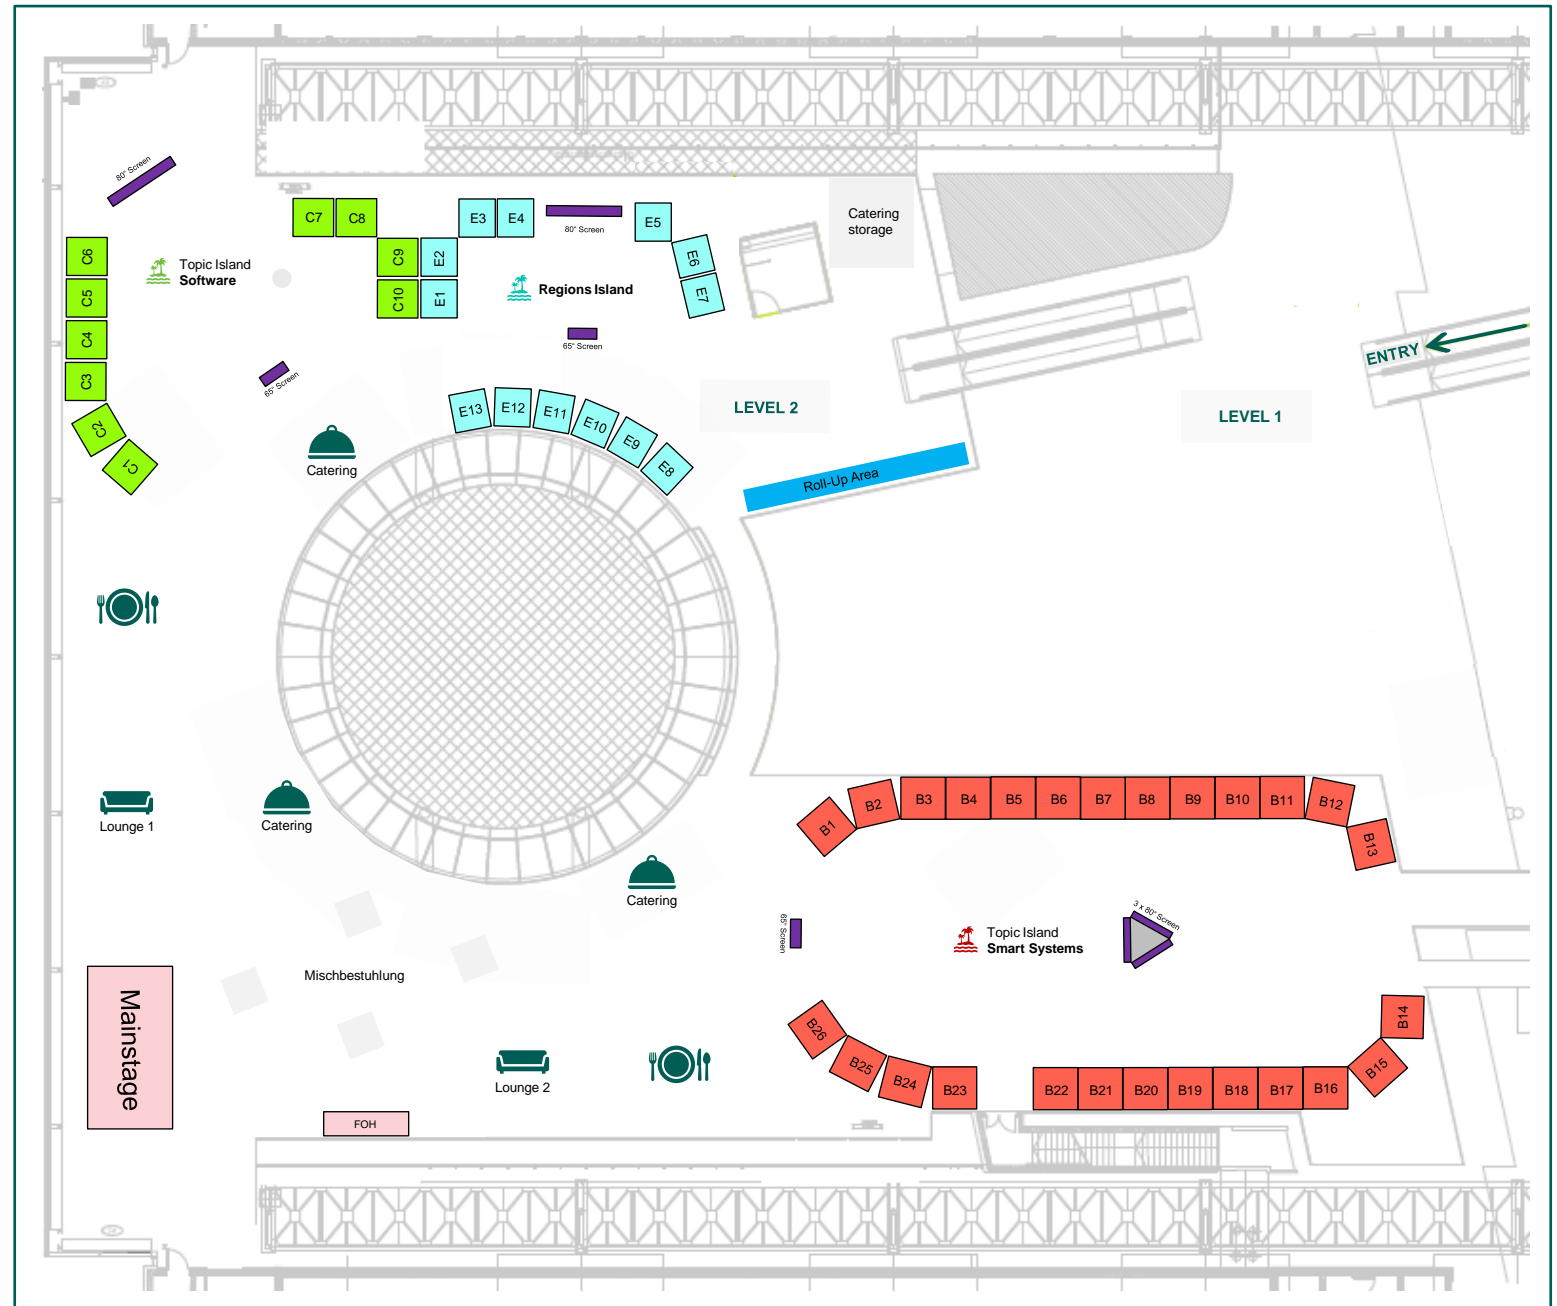 80" Screen
C7
C8
E3
E4
80" Screen
E5
Catering
storage
C6
C5
C4
C3
C2
C1
Topic Island
Software
C9
E2
C10
E1
Regions Island
E6
E7
65" Screen
65" Screen
ENTRY
LEVEL 2
LEVEL 1
E13
E12
E11
E10
E9
E8
Catering
Roll-Up Area
Lounge 1
Catering
Catering
B1
B2
B3
B4
B5
B6
B7
B8
B9
B10
B11
B12
B13
65" Screen
Topic Island
Smart Systems
3 x 80" Screen
Mischbestuhlung
Mainstage
Lounge 2
FOH
B26
B25
B24
B23
B22
B21
B20
B19
B18
B17
B16
B15
B14